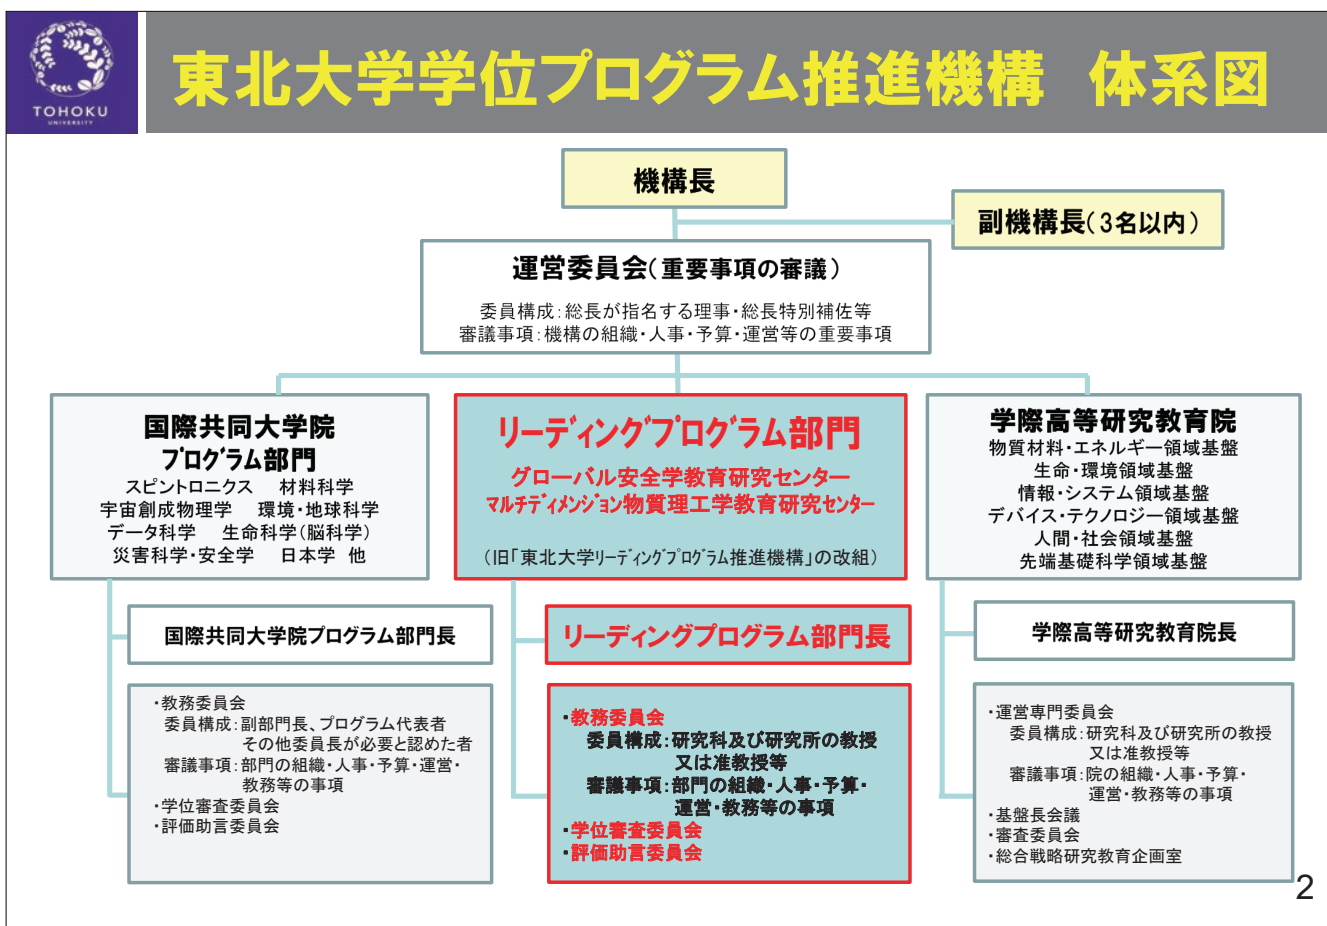 TOHOKU
UNIVERSITY
東北大学学位プログラム推進機構　体系図
機構長
副機構長(3名以内)
運営委員会(重要事項の審議)
委員構成:総長が指名する理事・総長特別補佐等
審議事項:機構の組織・人事・予算・運営等の重要事項
国際共同大学院
ﾌﾟﾛｸﾞﾗﾑ部門
スピントロニクス　材料科学
宇宙創成物理学　環境・地球科学
データ科学　生命科学(脳科学)
災害科学・安全学　日本学 他
国際共同大学院プログラム部門長
・教務委員会
委員構成:副部門長、プログラム代表者
その他委員長が必要と認めた者
審議事項:部門の組織・人事・予算・運営・
教務等の事項
・学位審査委員会
・評価助言委員会
リーディングプログラム部門
グローバル安全学教育研究センター
マルチディメンジョン物質理工学教育研究センター
(旧「東北大学リーディングプログラム推進機構」の改組)
リーディングプログラム部門長
・教務委員会
委員構成:研究科及び研究所の教授
又は准教授等
審議事項:部門の組織・人事・予算・
運営・教務等の事項
・学位審査委員会
・評価助言委員会
学際高等研究教育院
物質材料・エネルギー領域基盤
生命・環境領域基盤
情報・システム領域基盤
デバイス・テクノロジー領域基盤
人間・社会領域基盤
先端基礎科学領域基盤
学際高等研究教育院長
・運営専門委員会
委員構成:研究科及び研究所の教授
又は准教授等
審議事項:院の組織・人事・予算・
運営・教務等の事項
・基盤長会議
・審査委員会
・総合戦略研究教育企画室
2